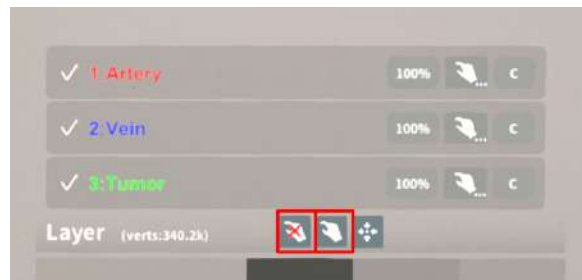 1:Artery 100% ... C
2:Vein 100% ... C
3:Tumor 100% ... C
Layer (verts:340.2k)